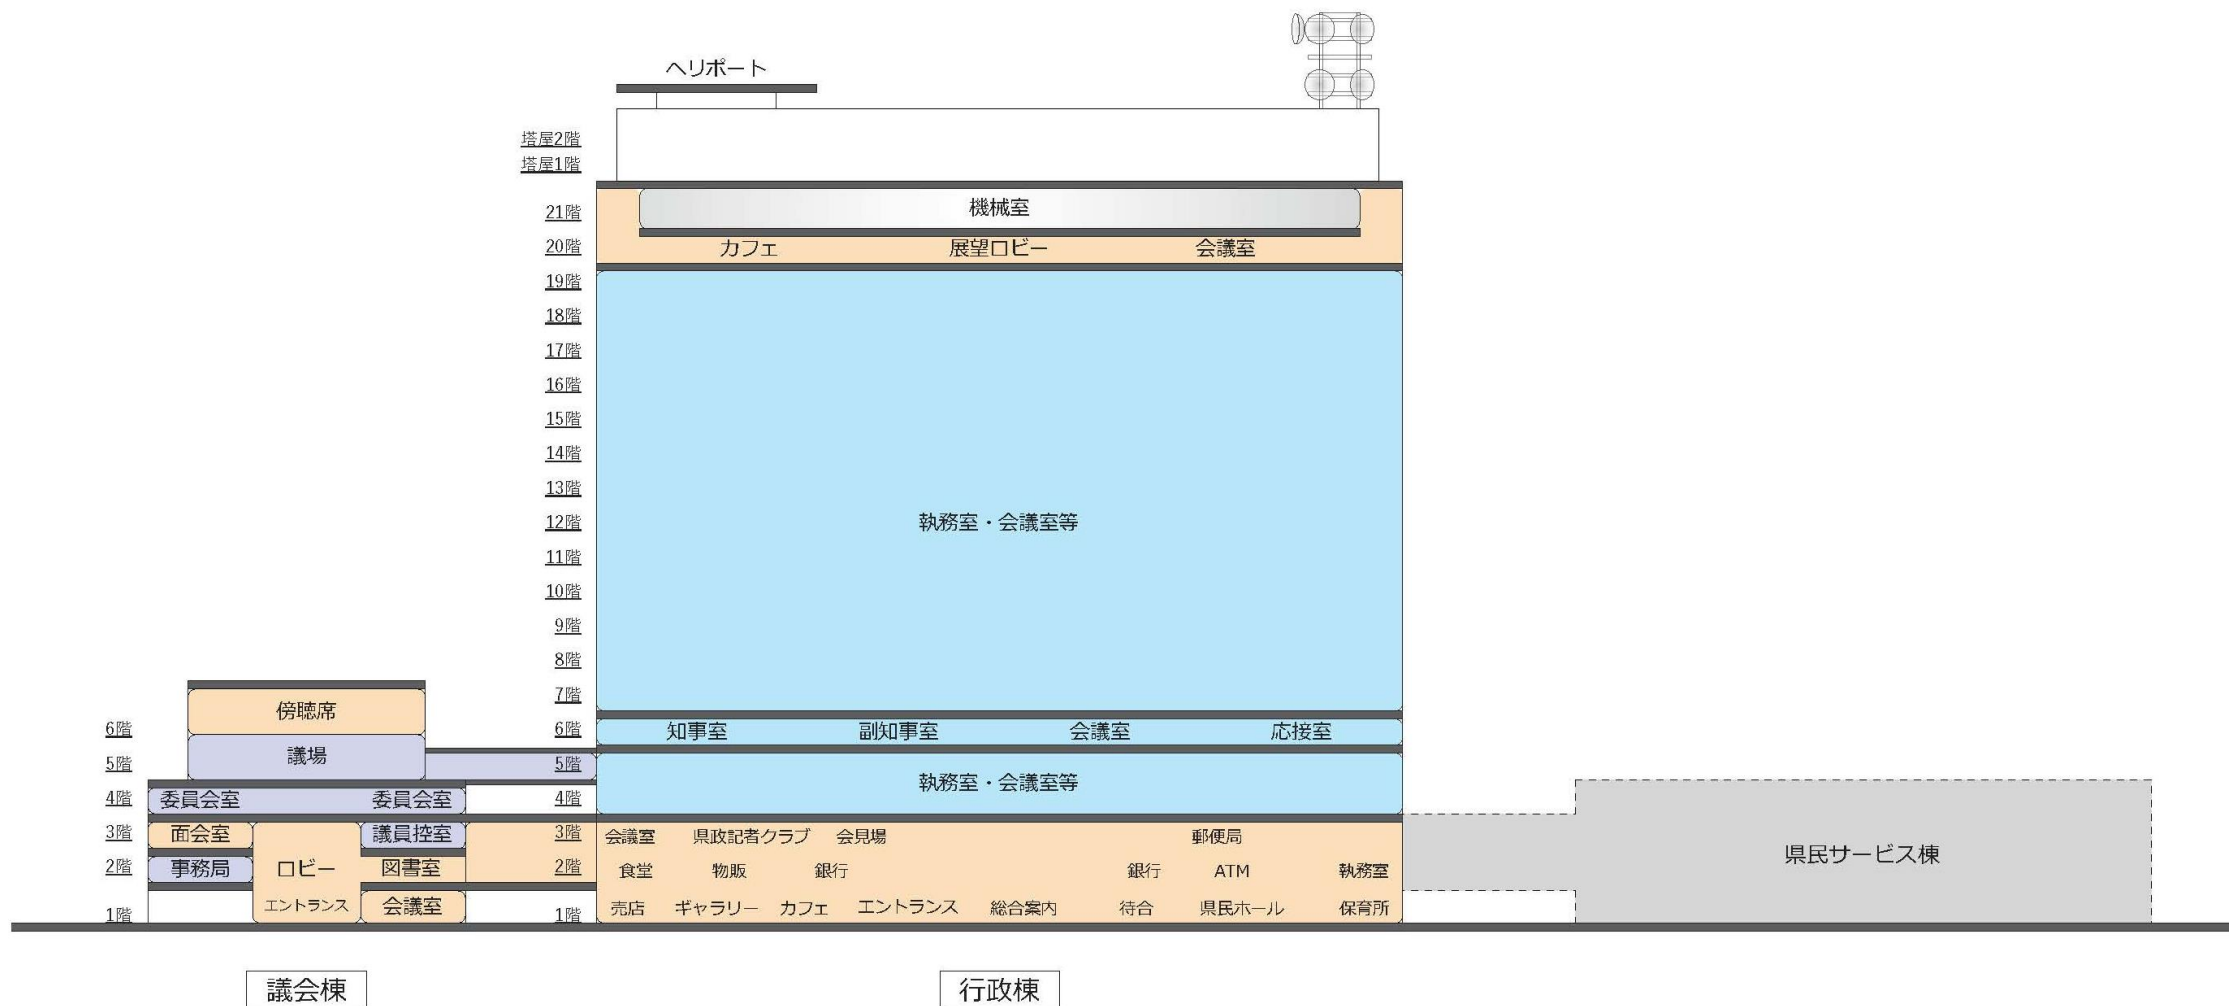 ヘリポート
塔屋2階
塔屋1階
21階
機械室
20階
カフェ 展望ロビー 会議室
19階
18階
17階
16階
15階
14階
13階
12階
執務室・会議室等
11階
10階
9階
8階
7階
傍聴席
6階
6階
知事室 副知事室 会議室 応接室
議場
5階
5階
執務室・会議室等
4階
委員会室 委員会室
4階
3階
面会室 議員控室
3階
会議室 県政記者クラブ 会見場 郵便局
県民サービス棟
2階
事務局 ロビー 図書室
2階
食堂 物販 銀行 銀行 ATM 執務室
1階
エントランス 会議室
1階
売店 ギャラリー カフェ エントランス 総合案内 待合 県民ホール 保育所
議会棟
行政棟